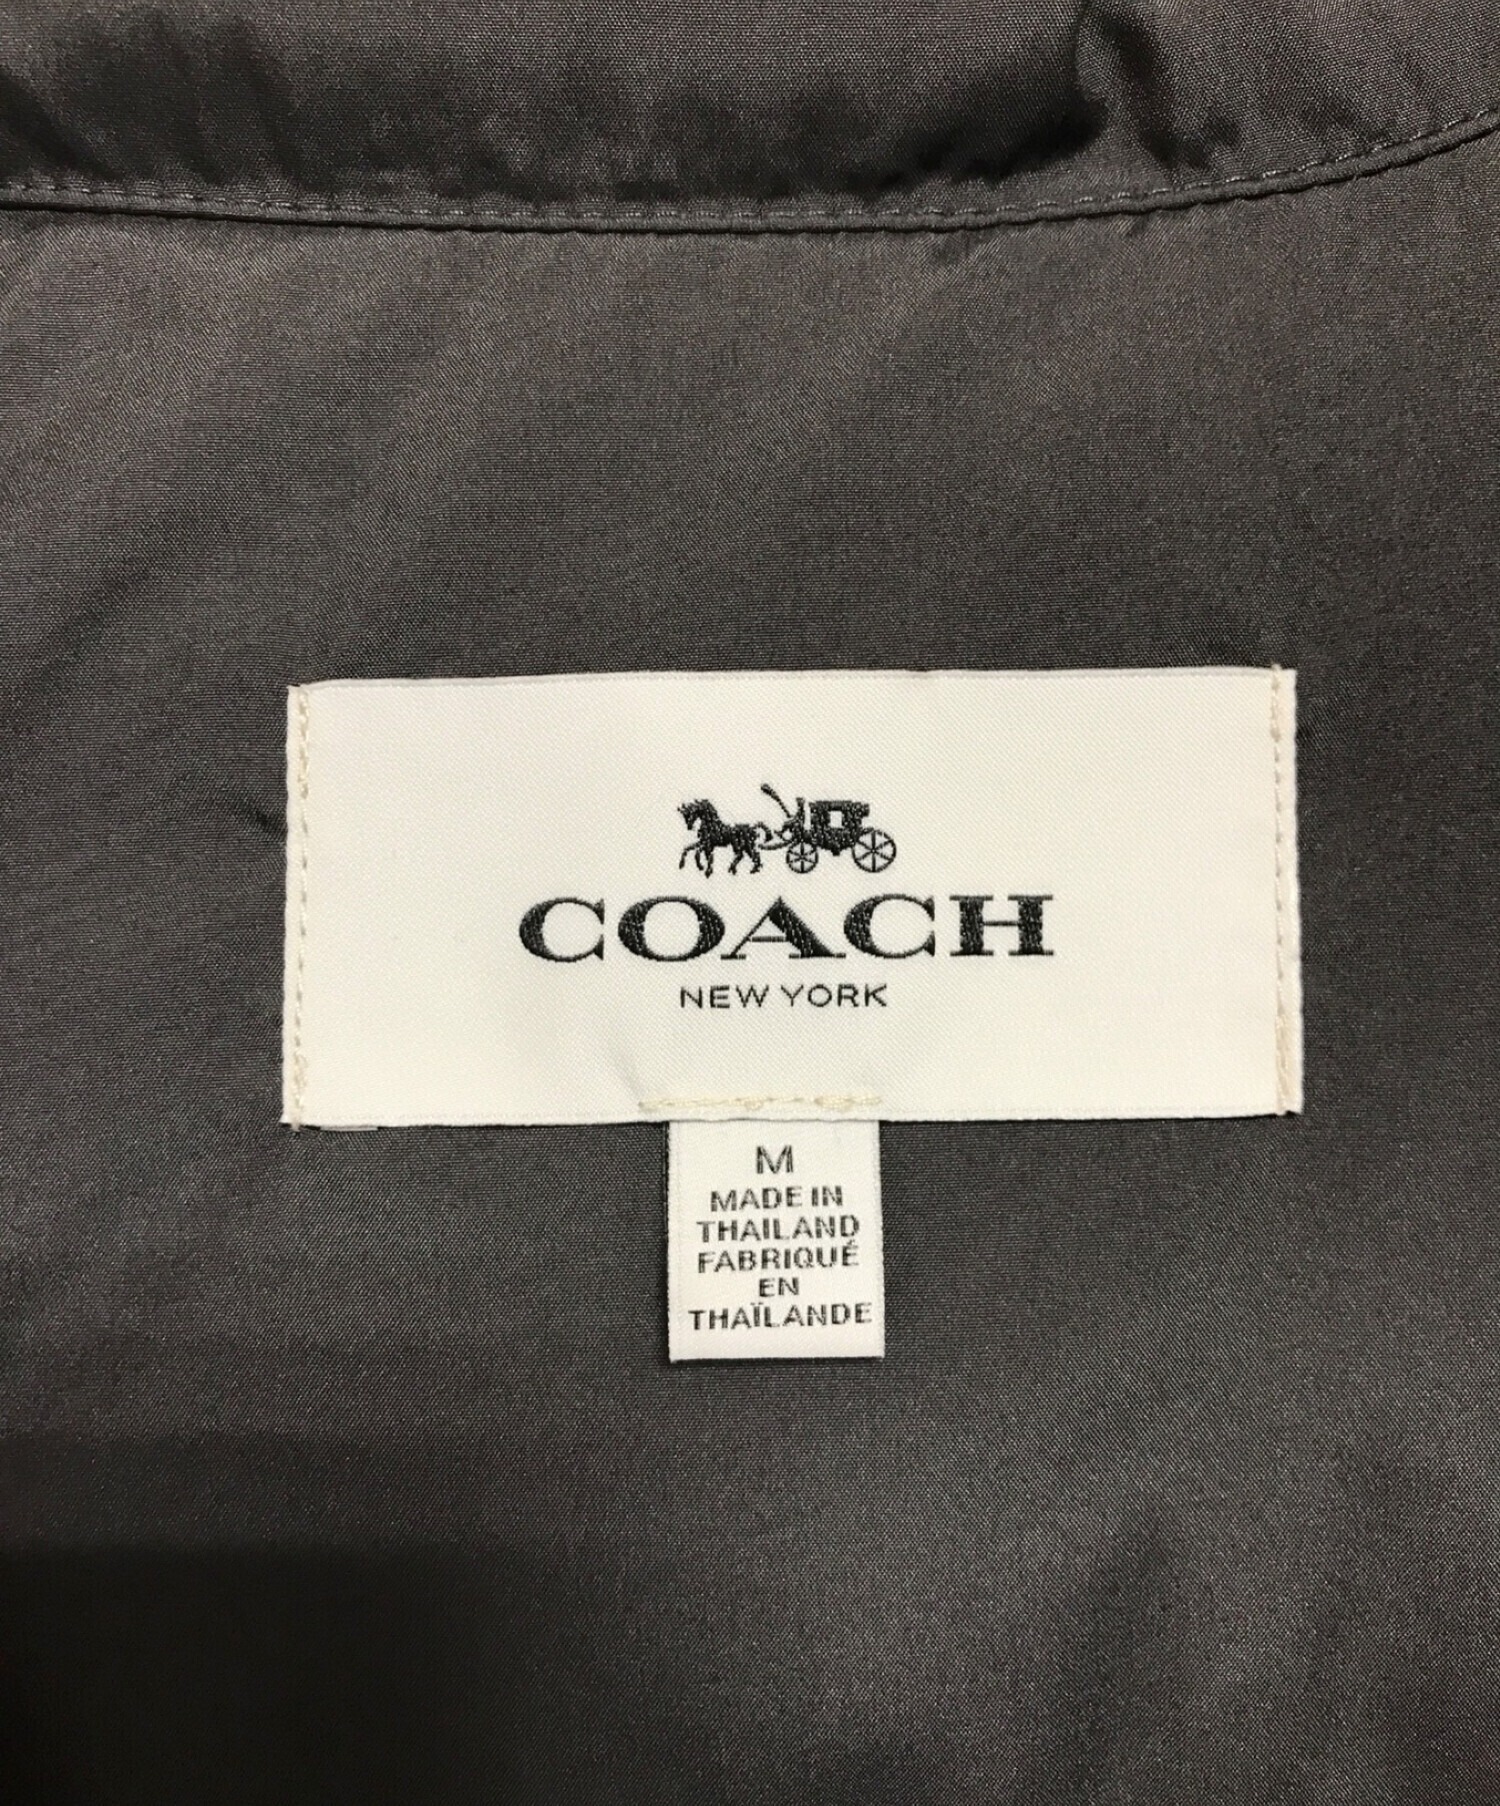 COACH
NEW YORK
M
MADE IN
THAILAND
FABRIQUÉ
EN
THAÏLANDE